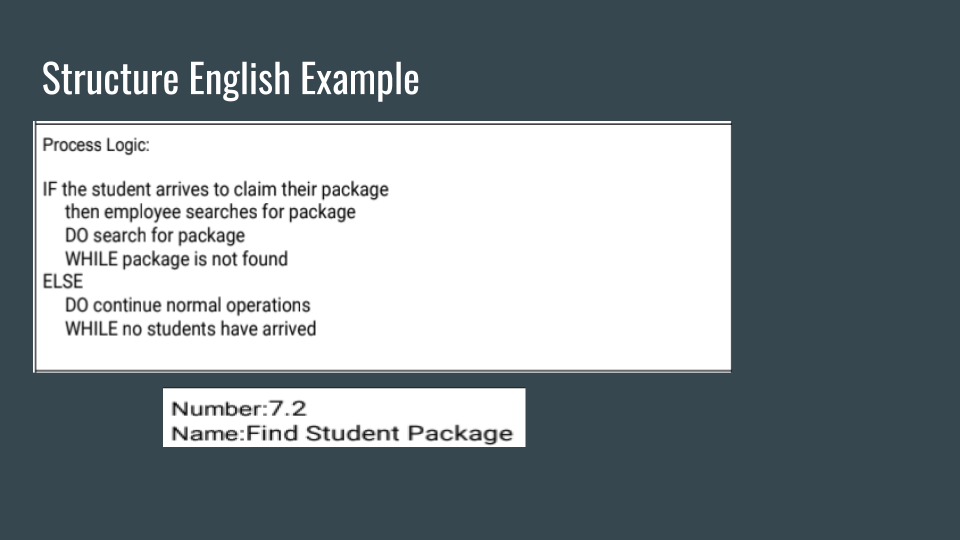 Structure English Example
Process Logic:
IF the student arrives to claim their package
then employee searches for package
DO search for package
WHILE package is not found
ELSE
DO continue normal operations
WHILE no students have arrived
Number:7.2
Name:Find Student Package